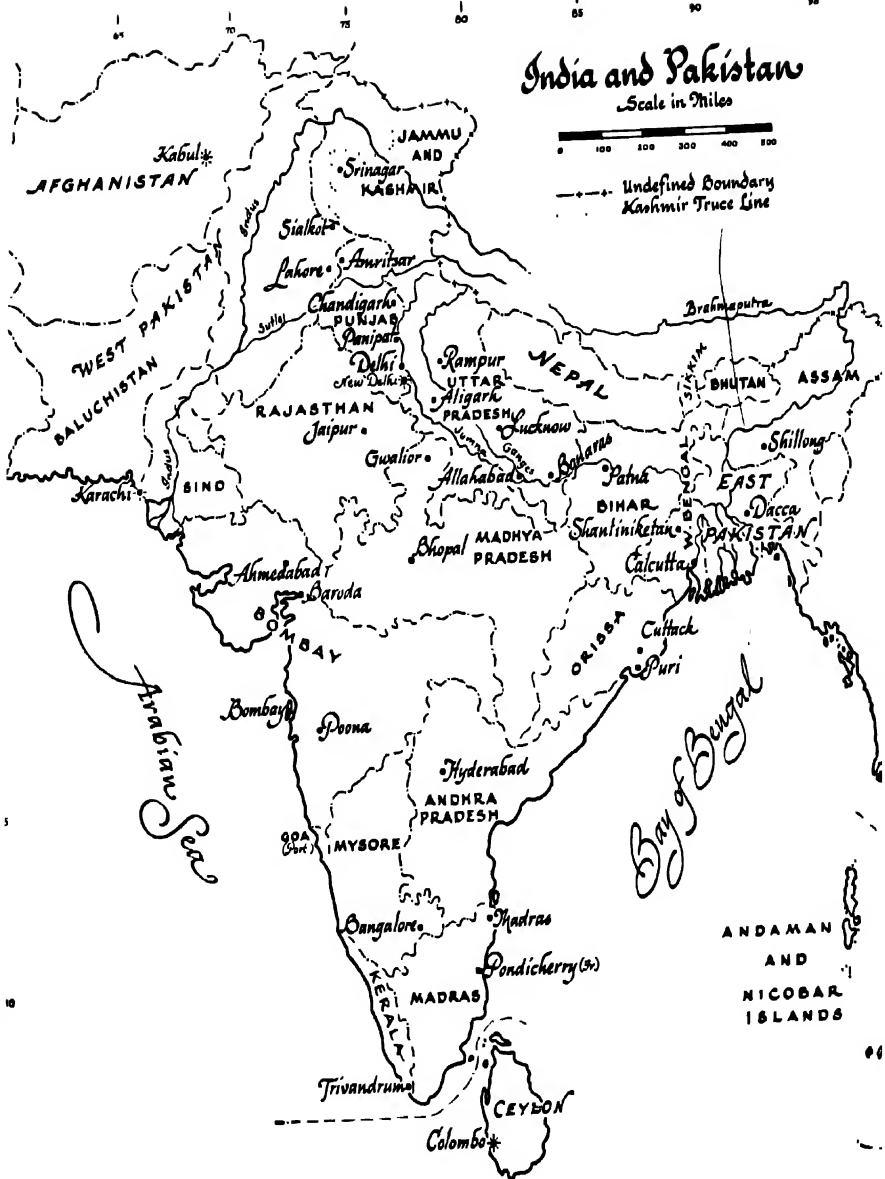 65
70
75
80
85
90
95
India and Pakistan
Scale in Miles
0 100 200 300 400 500
Undefined Boundary
Kashmir Truce Line
Kabul
AFGHANISTAN
JAMMU
AND
KASHMIR
Srinagar
Indus
Sialkot
Lahore
Amritsar
WEST PAKISTAN
BALUCHISTAN
Chandigarh
PUNJAB
Sutlej
Panipat
Delhi
New Delhi
Brahmaputra
NEPAL
SIKKIM
BHUTAN
ASSAM
Rampur
UTTAR
Aligarh
PRADESH
RAJASTHAN
Jaipur
Lucknow
Jumna
Ganges
Gwalior
Allahabad
Banaras
Patna
BIHAR
W. BENGAL
Shillong
EAST
PAKISTAN
Dacca
Indus
SIND
Karachi
Shantiniketan
Calcutta
MADHYA
PRADESH
Bhopal
Ahmedabad
Baroda
BOMBAY
ORISSA
Cuttack
Puri
Arabian Sea
Bombay
Poona
Bay of Bengal
Hyderabad
ANDHRA
PRADESH
5
GOA
(Port)
MYSORE
Bangalore
Madras
Pondicherry (Fr)
ANDAMAN
AND
NICOBAR
ISLANDS
10
KERALA
MADRAS
Trivandrum
CEYLON
Colombo